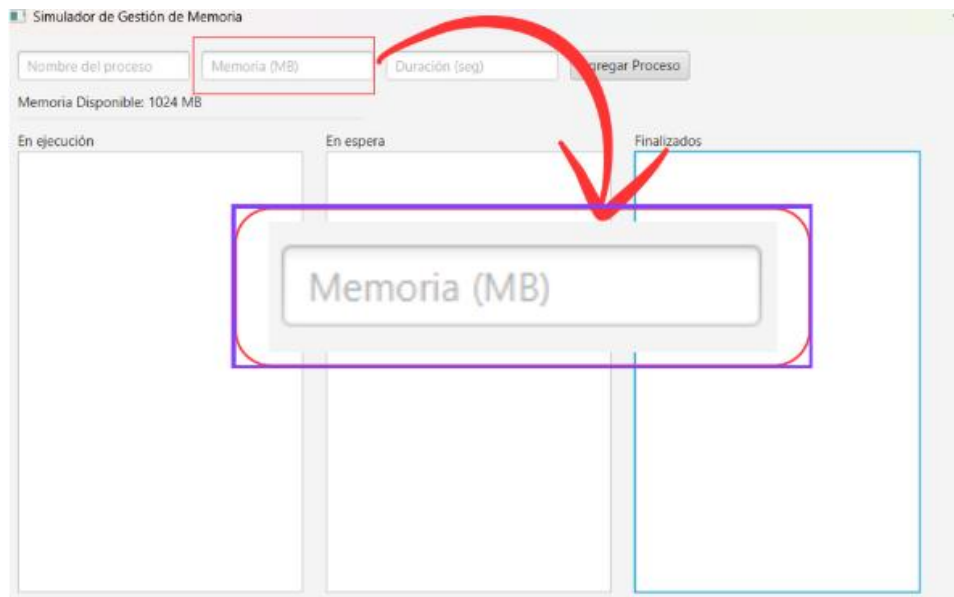 Simulador de Gestión de Memoria
Nombre del proceso
Memoria (MB)
Duración (seg)
gregar Proceso
Memoria Disponible: 1024 MB
En ejecución
En espera
Finalizados
Memoria (MB)